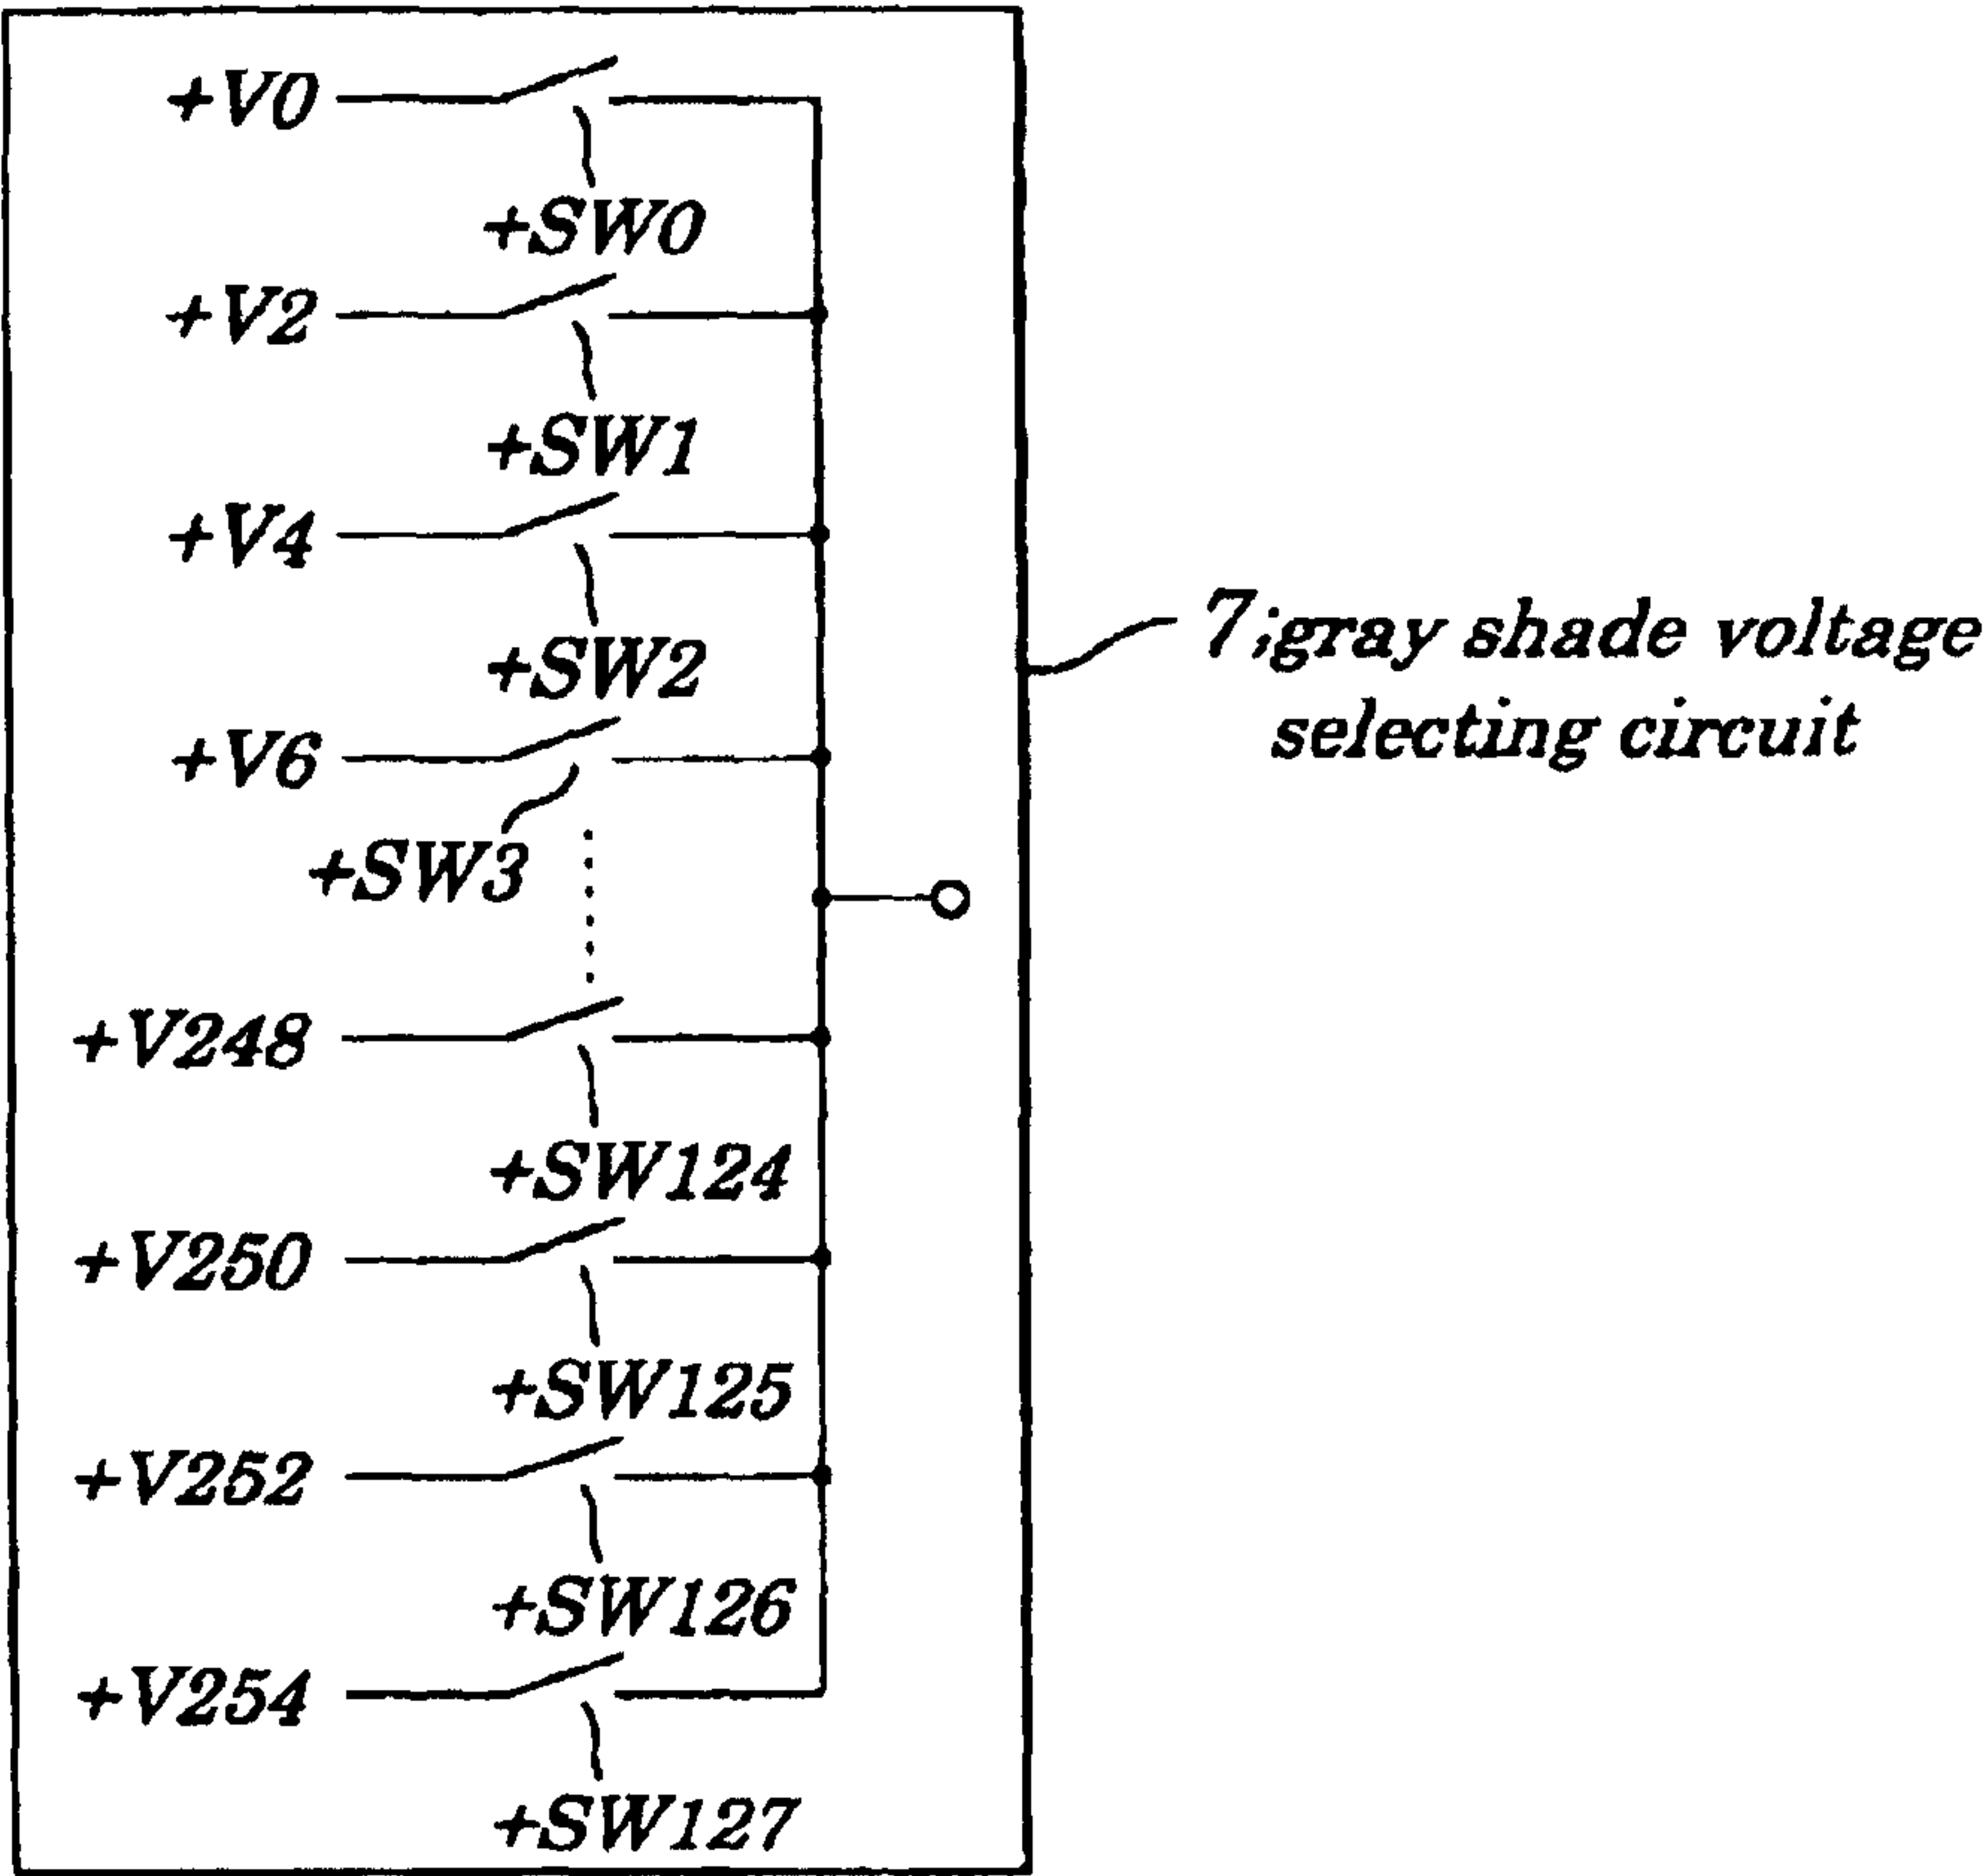 +V0
+SW0
+V2
+SW1
+V4
+SW2
+V6
+SW3
7;gray shade voltage
selecting circuit
+V248
+SW124
+V250
+SW125
+V252
+SW126
+V254
+SW127